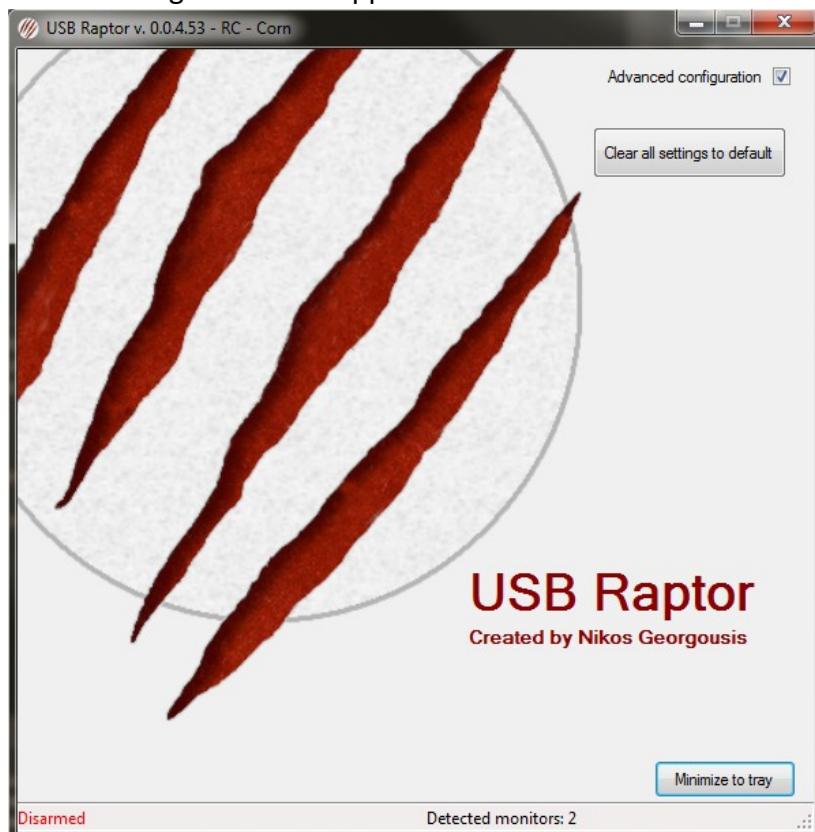 USB Raptor v. 0.0.4.53 - RC - Corn
Advanced configuration
Clear all settings to default
USB Raptor
Created by Nikos Georgousis
Minimize to tray
Disarmed
Detected monitors: 2